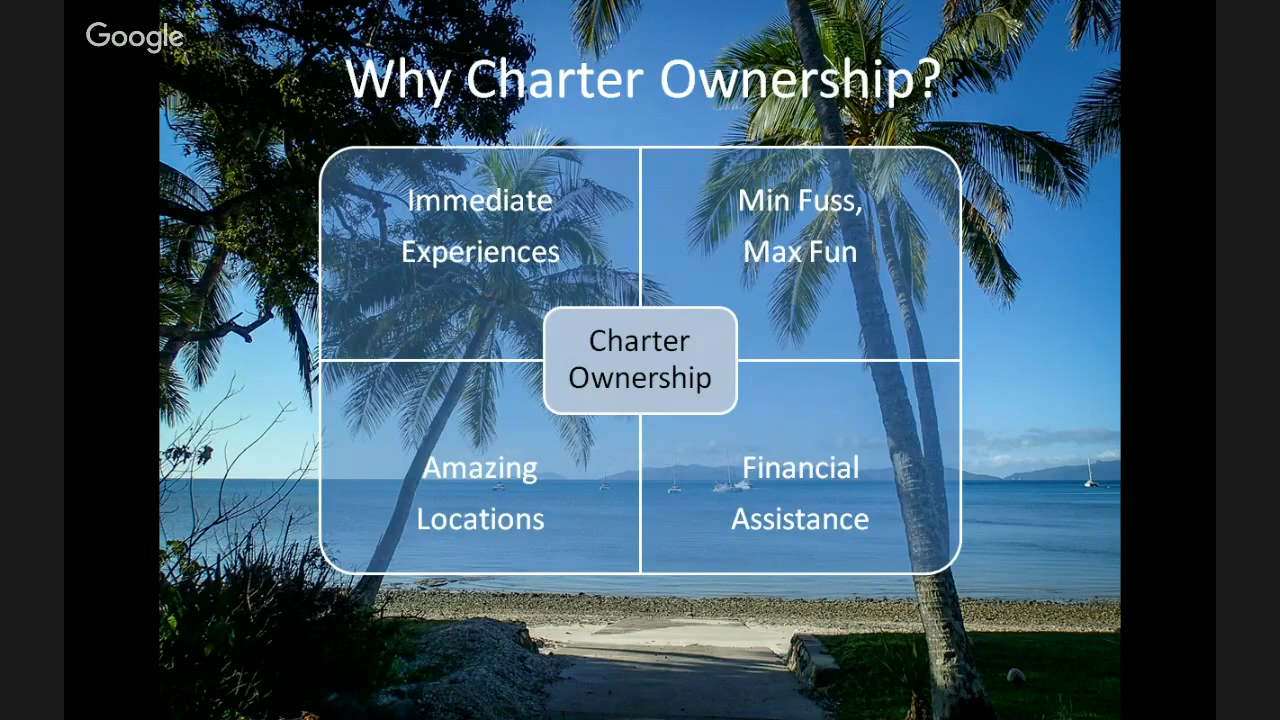 Google
Why Charter Ownership?
Immediate
Experiences
Min Fuss,
Max Fun
Charter
Ownership
Amazing
Locations
Financial
Assistance